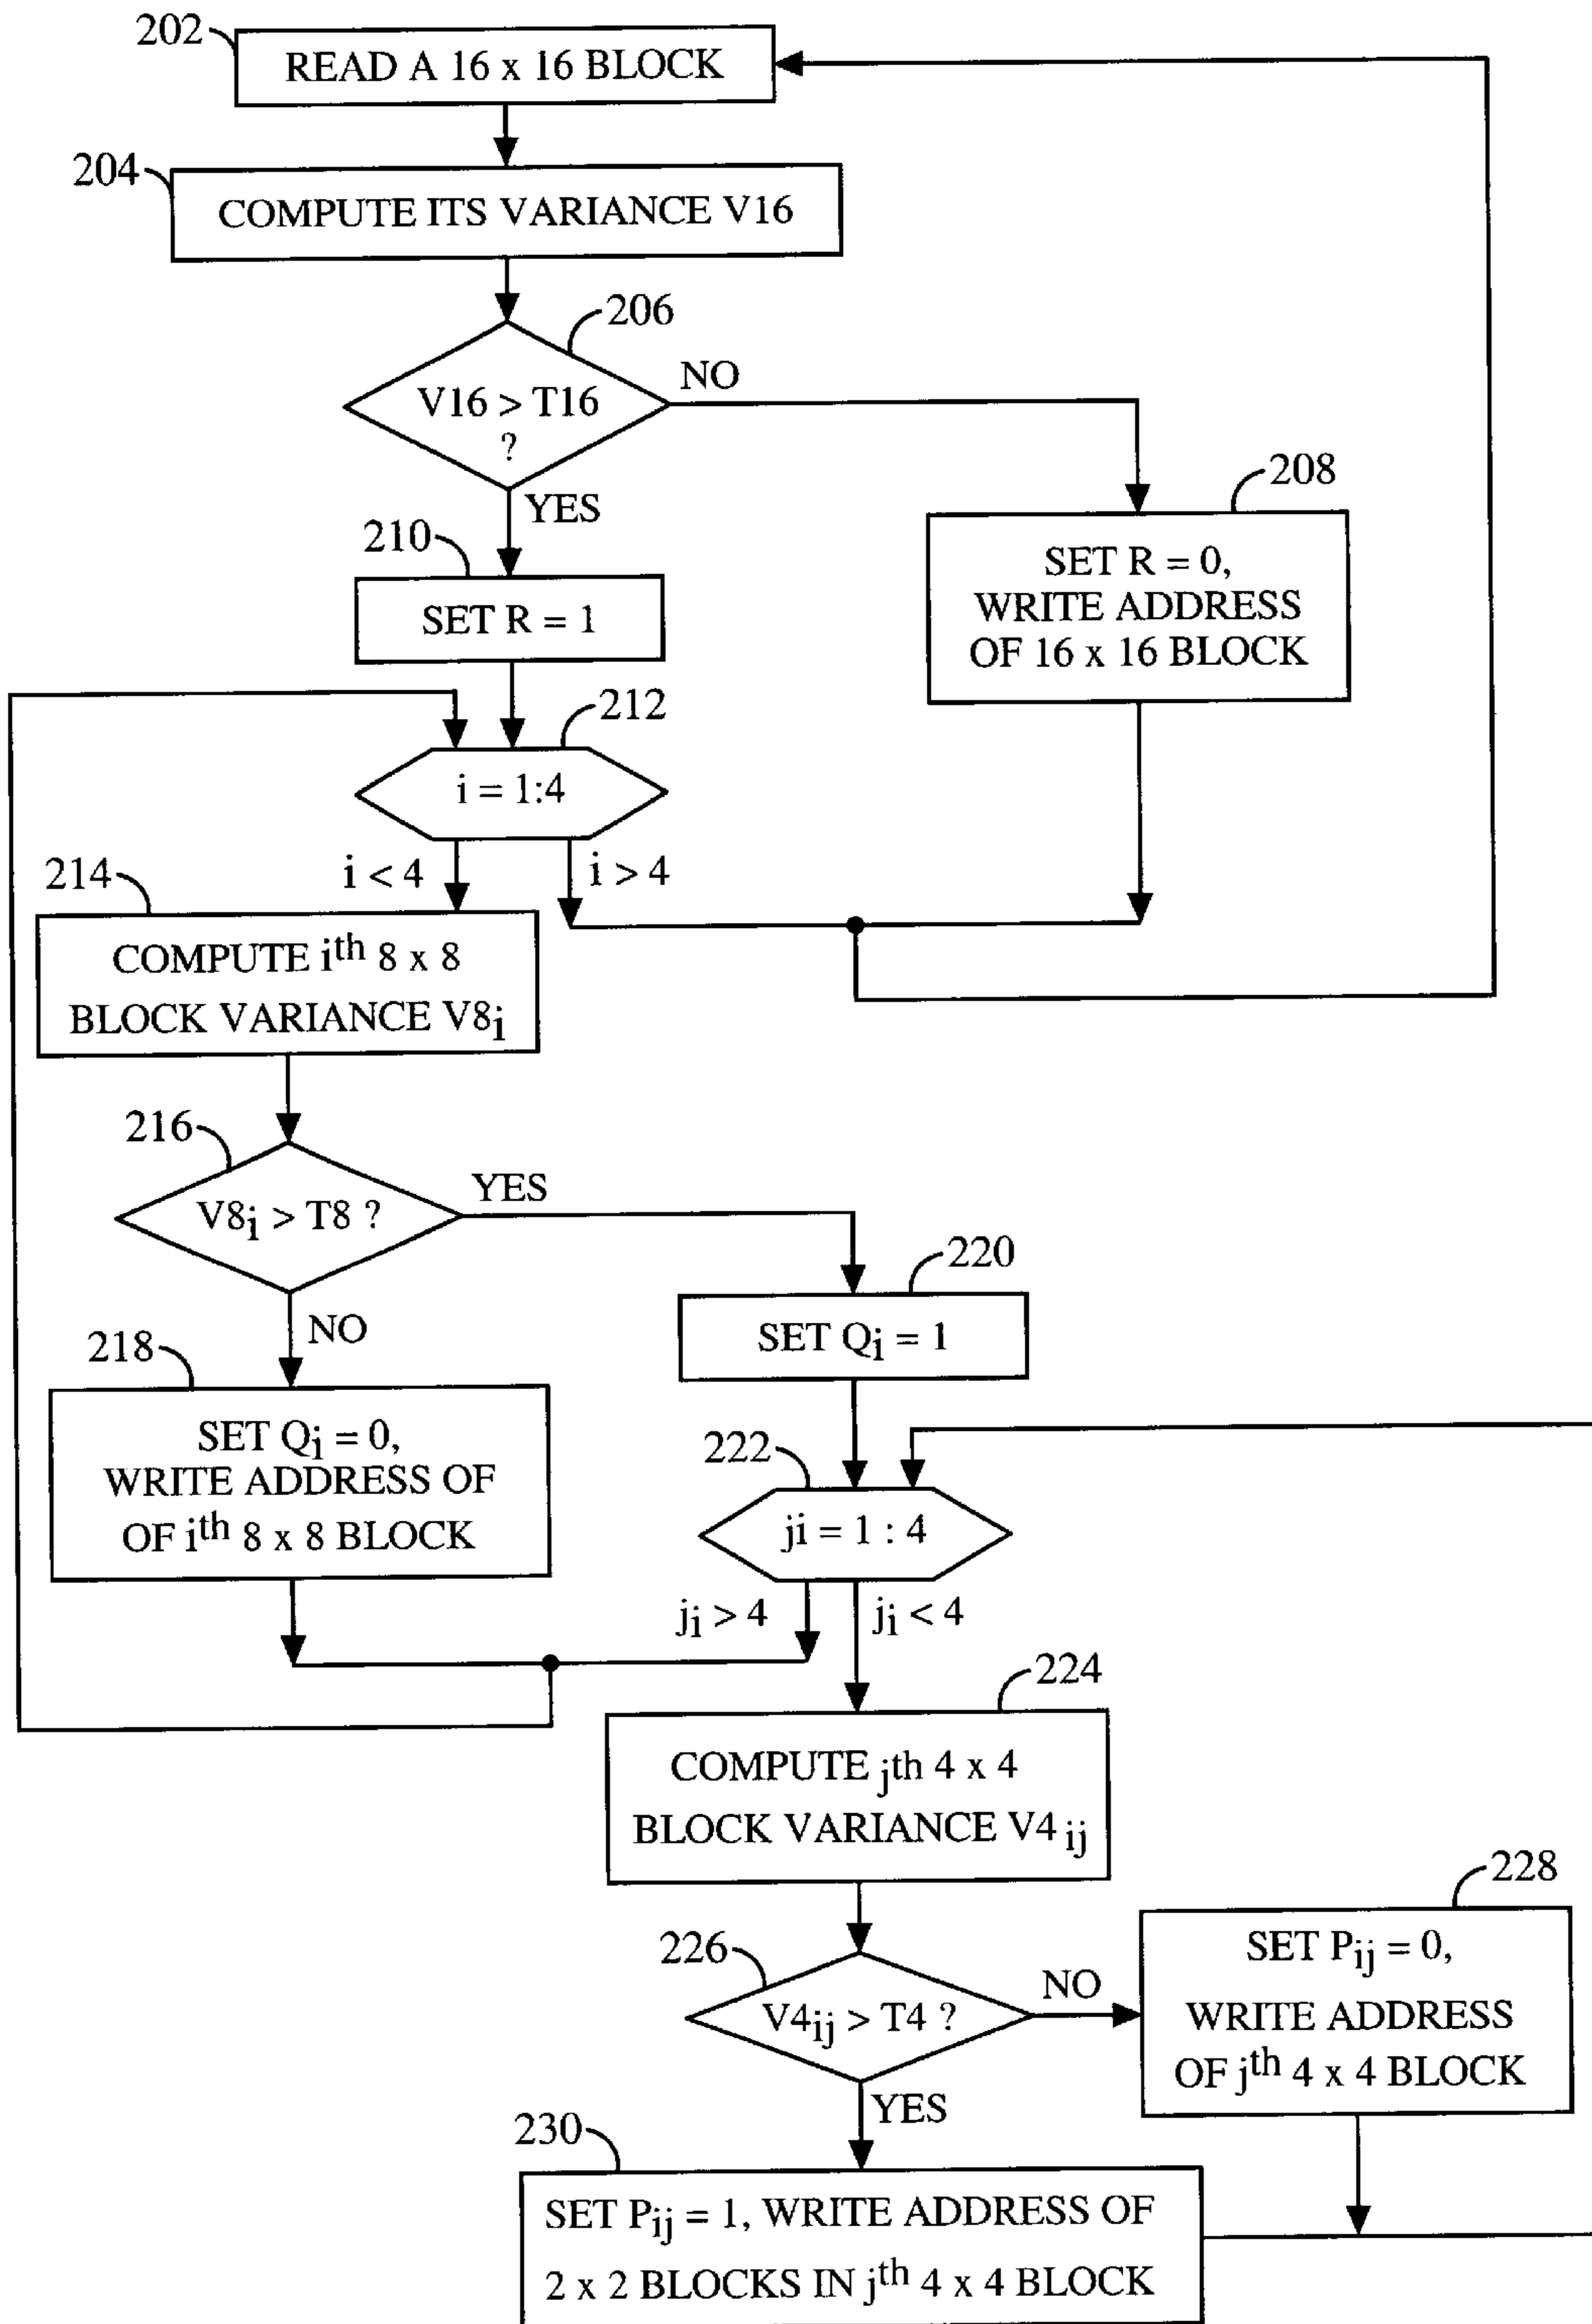 202
READ A 16 x 16 BLOCK
204
COMPUTE ITS VARIANCE V16
206
V16 > T16
?
NO
YES
208
SET R = 0,
WRITE ADDRESS
OF 16 x 16 BLOCK
210
SET R = 1
212
i = 1:4
i < 4
i > 4
214
COMPUTE ith 8 x 8
BLOCK VARIANCE V8i
216
V8i > T8 ?
YES
NO
218
SET Qi = 0,
WRITE ADDRESS OF
OF ith 8 x 8 BLOCK
220
SET Qi = 1
222
ji = 1 : 4
ji > 4
ji < 4
224
COMPUTE jth 4 x 4
BLOCK VARIANCE V4 ij
226
V4ij > T4 ?
NO
YES
228
SET Pij = 0,
WRITE ADDRESS
OF jth 4 x 4 BLOCK
230
SET Pij = 1, WRITE ADDRESS OF
2 x 2 BLOCKS IN jth 4 x 4 BLOCK